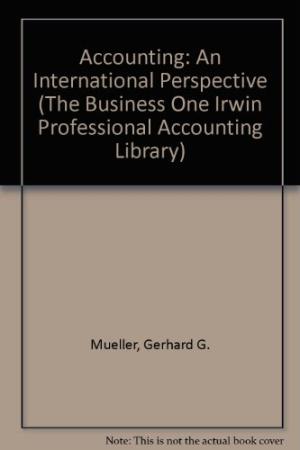 Accounting: An
International Perspective
(The Business One Irwin
Professional Accounting
Library)
Mueller, Gerhard G.
Note: This is not the actual book cover